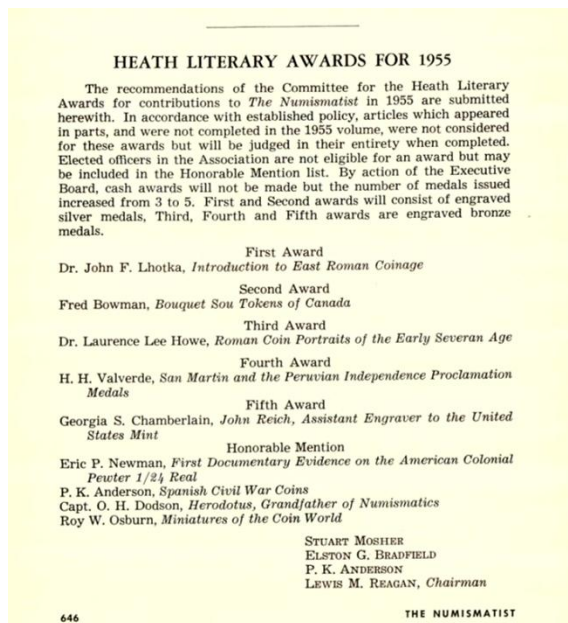 HEATH LITERARY AWARDS FOR 1955
The recommendations of the Committee for the Heath Literary
Awards for contributions to The Numismatist in 1955 are submitted
herewith. In accordance with established policy, articles which appeared
in parts, and were not completed in the 1955 volume, were not considered
for these awards but will be judged in their entirety when completed.
Elected officers in the Association are not eligible for an award but may
be included in the Honorable Mention list. By action of the Executive
Board, cash awards will not be made but the number of medals issued
increased from 3 to 5. First and Second awards will consist of engraved
silver medals, Third, Fourth and Fifth awards are engraved bronze
medals.
First Award
Dr. John F. Lhotka, Introduction to East Roman Coinage
Second Award
Fred Bowman, Bouquet Sou Tokens of Canada
Third Award
Dr. Laurence Lee Howe, Roman Coin Portraits of the Early Severan Age
Fourth Award
H. H. Valverde, San Martin and the Peruvian Independence Proclamation
Medals
Fifth Award
Georgia S. Chamberlain, John Reich, Assistant Engraver to the United
States Mint
Honorable Mention
Eric P. Newman, First Documentary Evidence on the American Colonial
Pewter 1/24 Real
P. K. Anderson, Spanish Civil War Coins
Capt. O. H. Dodson, Herodotus, Grandfather of Numismatics
Roy W. Osburn, Miniatures of the Coin World
STUART MOSHER
ELSTON G. BRADFIELD
P. K. ANDERSON
LEWIS M. REAGAN, Chairman
646 THE NUMISMATIST